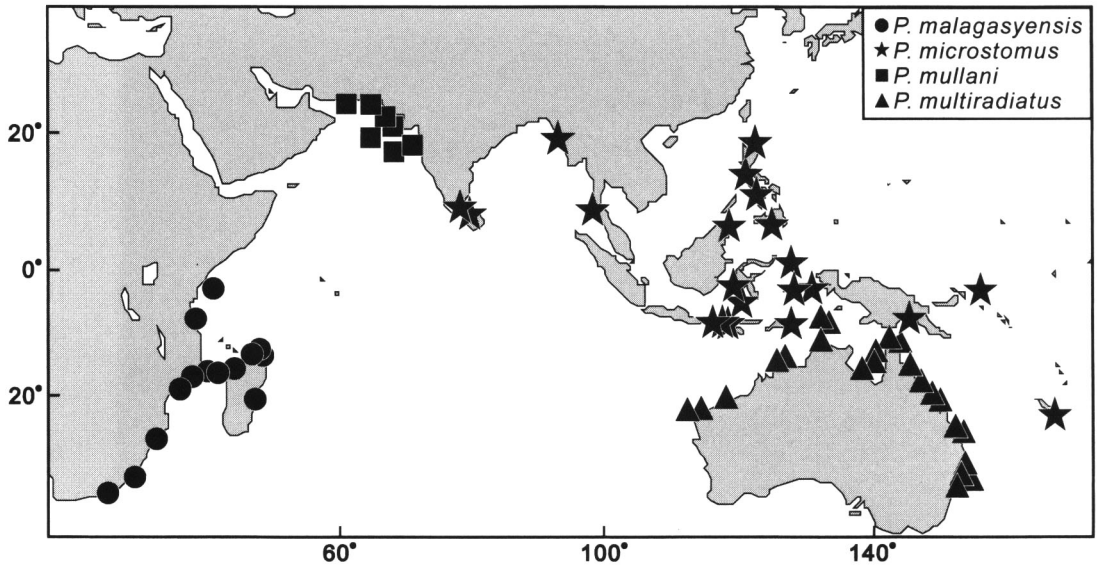 P. malagasyensis
P. microstomus
P. mullani
P. multiradiatus
20°
0°
20°
60°
100°
140°